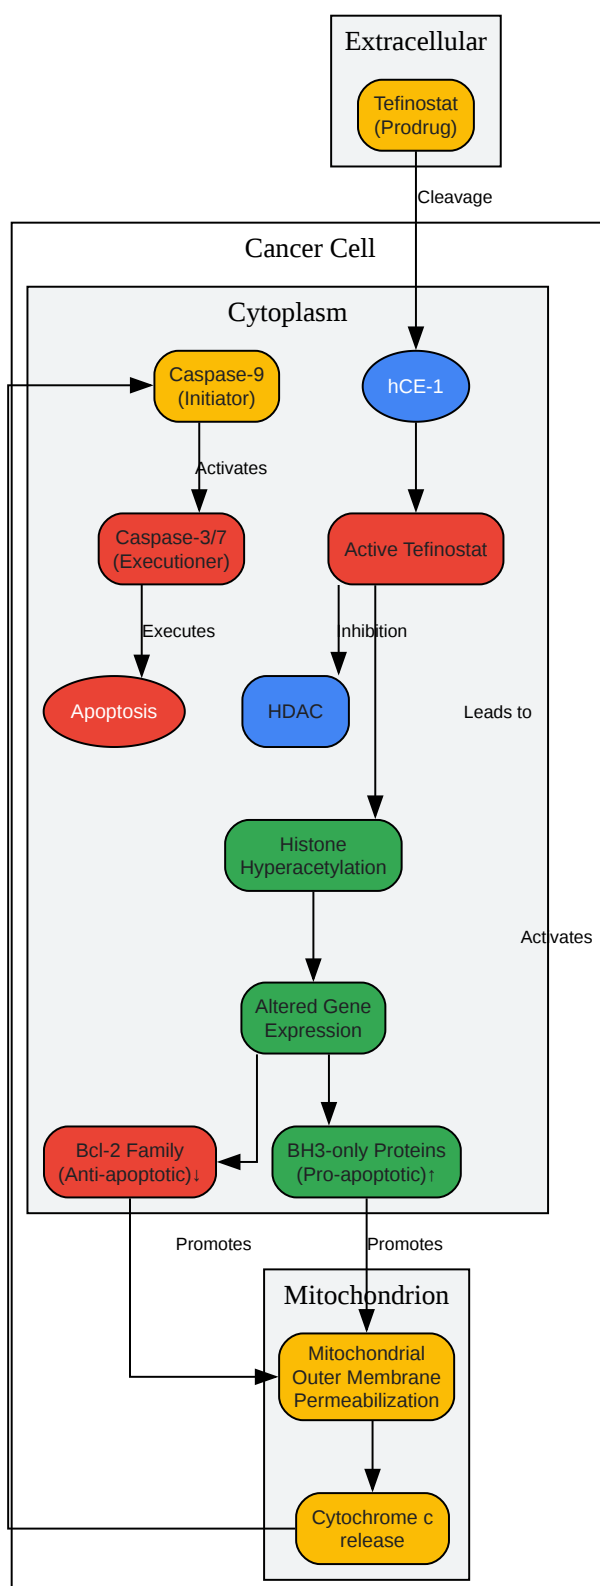 Extracellular
Tefinostat
(Prodrug)
Cleavage
Cancer Cell
Cytoplasm
Caspase-9
(Initiator)
hCE-1
Activates
Caspase-3/7
(Executioner)
Active Tefinostat
Executes
Inhibition
Apoptosis
HDAC
Leads to
Histone
Hyperacetylation
Activates
Altered Gene
Expression
Bcl-2 Family
(Anti-apoptotic)↓
BH3-only Proteins
(Pro-apoptotic)↑
Promotes
Promotes
Mitochondrion
Mitochondrial
Outer Membrane
Permeabilization
Cytochrome c
release